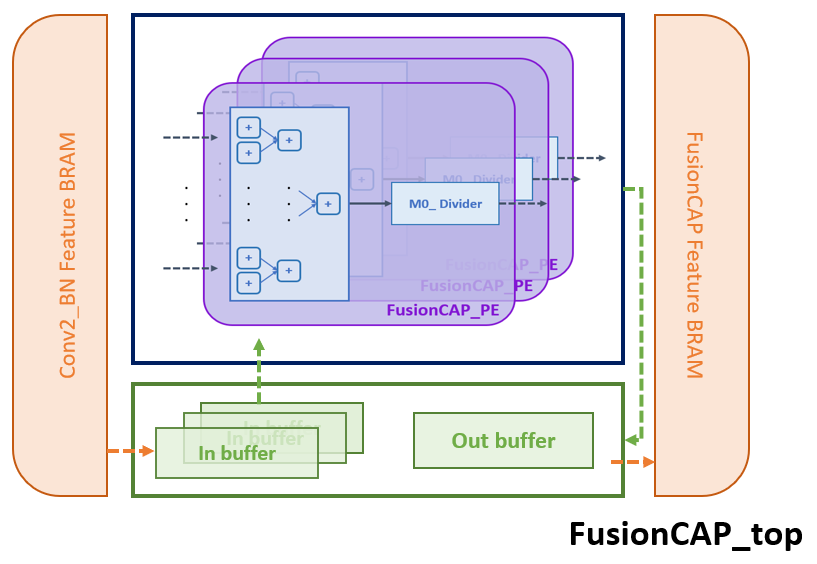 Conv2_BN Feature BRAM
+
+
+
+
+
+
+
+
M0_ Divider
M0_ Divider
FusionCAP_PE
FusionCAP_PE
FusionCAP_PE
FusionCAP Feature BRAM
In buffer
In buffer
In buffer
Out buffer
FusionCAP_top